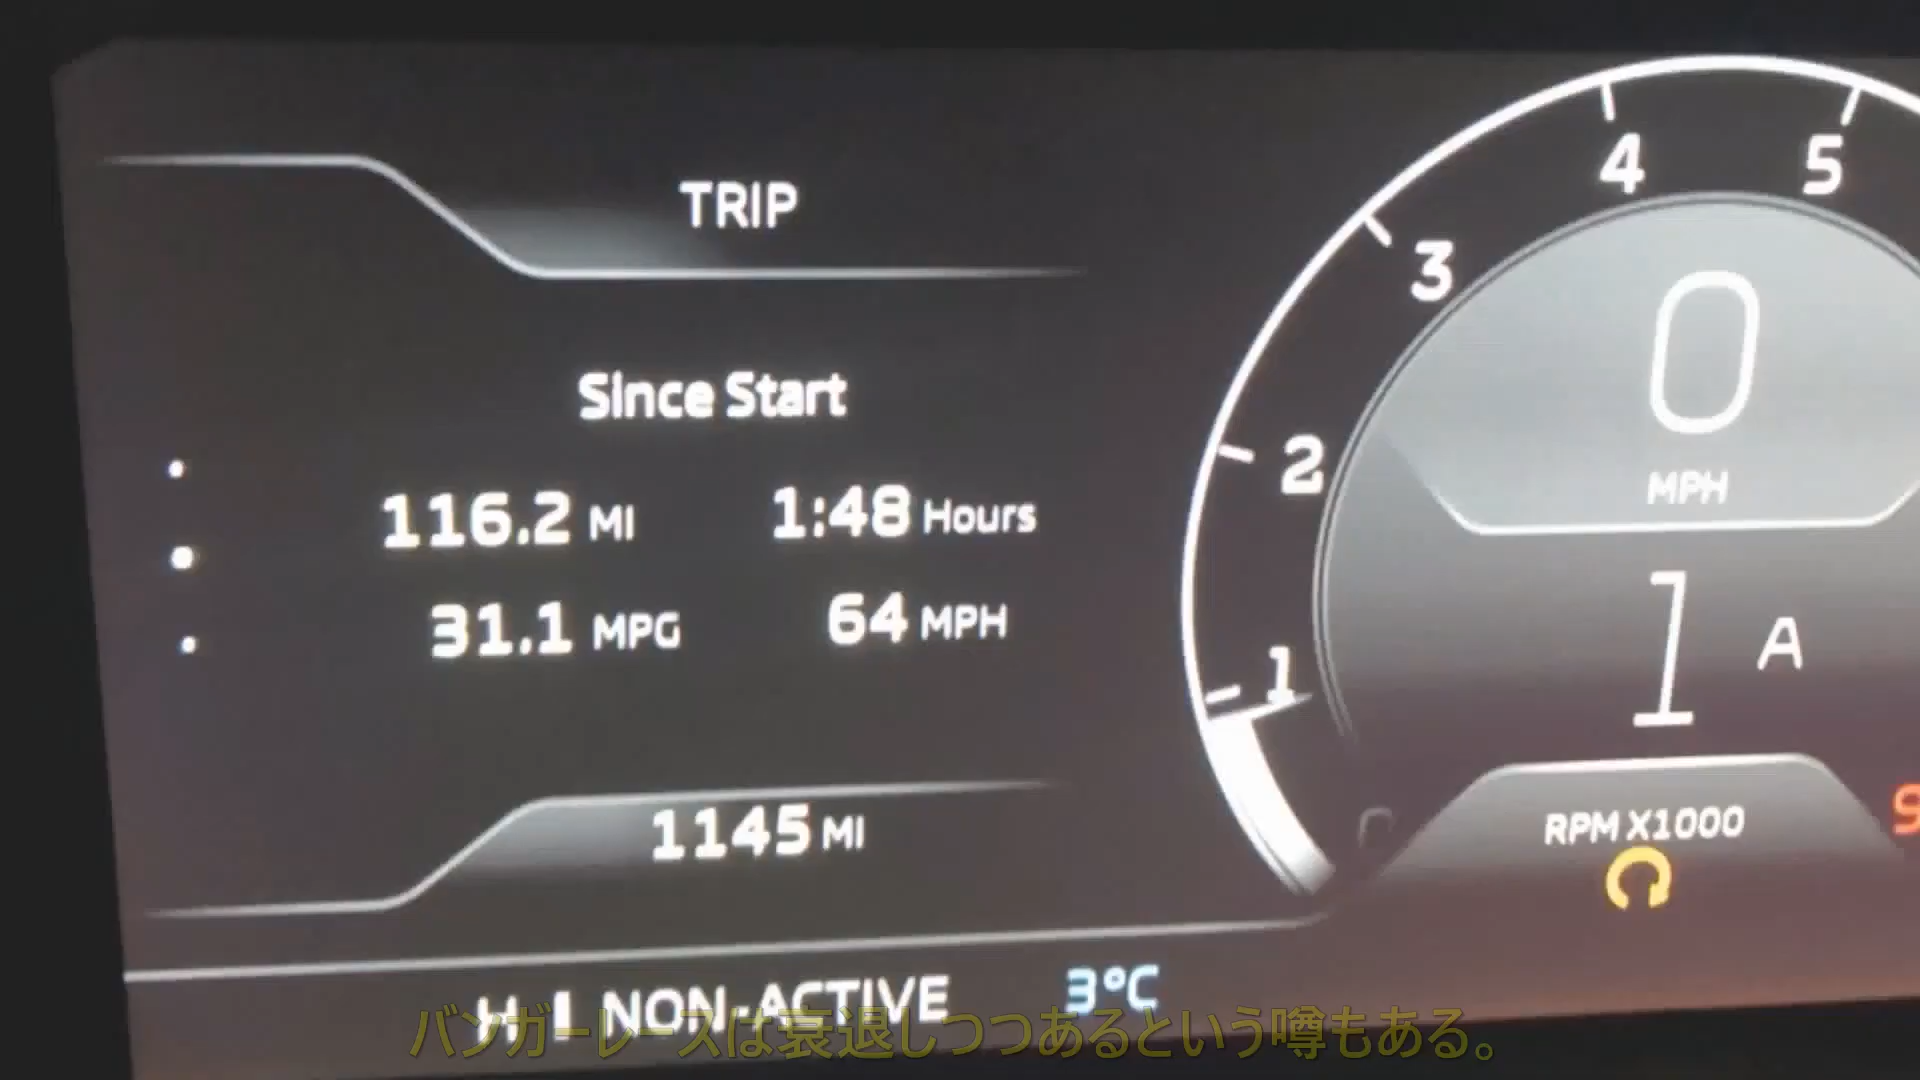 TRIP
Since Start
116.2 MI 1:48 Hours
31.1 MPG 64 MPH
1145 MI
4 5
3
2
1
0
MPH
1 A
RPM X1000
9
NON-ACTIVE 3°C
バンガーレースは衰退しつつあるという噂もある。